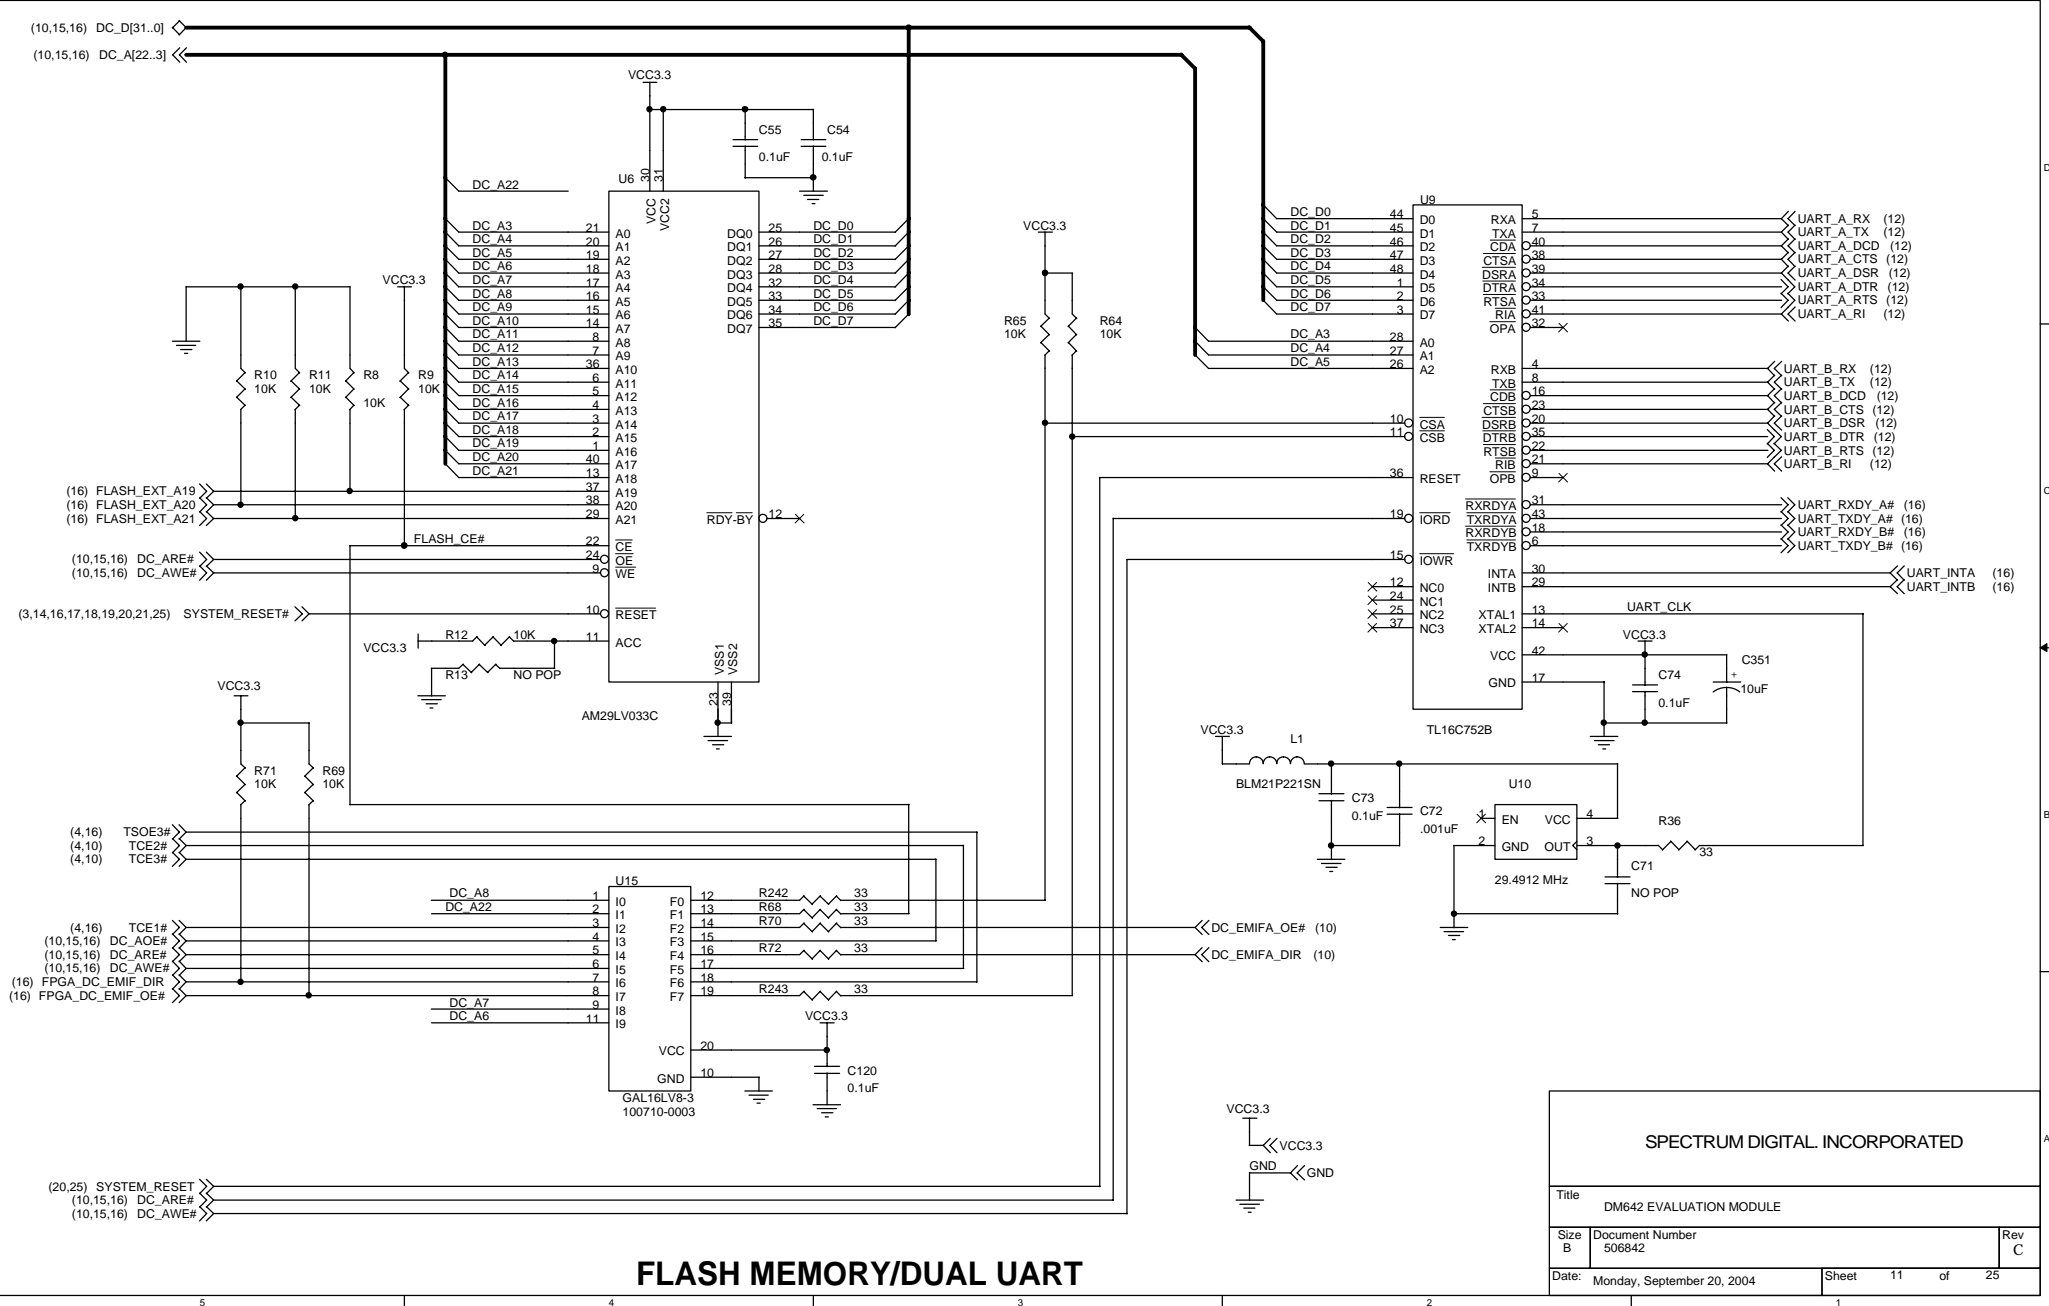 (10,15,16) DC_D[31..0]
(10,15,16) DC_A[22..3]
VCC3.3
C55
0.1uF
C54
0.1uF
U6
30
31
VCC
VCC2
DC_A22
DC_A3 21 A0
DC_A4 20 A1
DC_A5 19 A2
DC_A6 18 A3
DC_A7 17 A4
DC_A8 16 A5
DC_A9 15 A6
DC_A10 14 A7
DC_A11 8 A8
DC_A12 7 A9
DC_A13 36 A10
DC_A14 6 A11
DC_A15 5 A12
DC_A16 4 A13
DC_A17 3 A14
DC_A18 2 A15
DC_A19 1 A16
DC_A20 40 A17
DC_A21 13 A18
(16) FLASH_EXT_A19 37 A19
(16) FLASH_EXT_A20 38 A20
(16) FLASH_EXT_A21 29 A21
FLASH_CE# 22 CE
(10,15,16) DC_ARE# 24 OE
(10,15,16) DC_AWE# 9 WE
(3,14,16,17,18,19,20,21,25) SYSTEM_RESET# 10 RESET
VCC3.3 R12 10K 11 ACC
R13 NO POP
DQ0 25 DC_D0
DQ1 26 DC_D1
DQ2 27 DC_D2
DQ3 28 DC_D3
DQ4 32 DC_D4
DQ5 33 DC_D5
DQ6 34 DC_D6
DQ7 35 DC_D7
RDY-BY 12
VSS1
VSS2
23
39
AM29LV033C
R10
10K
R11
10K
R8
10K
VCC3.3
R9
10K
VCC3.3
R65
10K
R64
10K
U9
DC_D0 44 D0
DC_D1 45 D1
DC_D2 46 D2
DC_D3 47 D3
DC_D4 48 D4
DC_D5 1 D5
DC_D6 2 D6
DC_D7 3 D7
DC_A3 28 A0
DC_A4 27 A1
DC_A5 26 A2
10 CSA
11 CSB
36 RESET
19 IORD
15 IOWR
12 NC0
24 NC1
25 NC2
37 NC3
RXA 5 UART_A_RX (12)
TXA 7 UART_A_TX (12)
CDA 40 UART_A_DCD (12)
CTSA 38 UART_A_CTS (12)
DSRA 39 UART_A_DSR (12)
DTRA 34 UART_A_DTR (12)
RTSA 33 UART_A_RTS (12)
RIA 41 UART_A_RI (12)
OPA 32
RXB 4 UART_B_RX (12)
TXB 8 UART_B_TX (12)
CDB 16 UART_B_DCD (12)
CTSB 23 UART_B_CTS (12)
DSRB 20 UART_B_DSR (12)
DTRB 35 UART_B_DTR (12)
RTSB 22 UART_B_RTS (12)
RIB 21 UART_B_RI (12)
OPB 9
RXRDYA 31 UART_RXDY_A# (16)
TXRDYA 43 UART_TXDY_A# (16)
RXRDYB 18 UART_RXDY_B# (16)
TXRDYB 6 UART_TXDY_B# (16)
INTA 30 UART_INTA (16)
INTB 29 UART_INTB (16)
XTAL1 13 UART_CLK
XTAL2 14
VCC 42
GND 17
TL16C752B
VCC3.3
C74
0.1uF
C351
+
10uF
VCC3.3
L1
BLM21P221SN
C73
0.1uF
C72
.001uF
U10
1 EN VCC 4
2 GND OUT 3
29.4912 MHz
R36
33
C71
NO POP
VCC3.3
R71
10K
R69
10K
(4,16) TSOE3#
(4,10) TCE2#
(4,10) TCE3#
U15
DC_A8 1 I0
DC_A22 2 I1
(4,16) TCE1# 3 I2
(10,15,16) DC_AOE# 4 I3
(10,15,16) DC_ARE# 5 I4
(10,15,16) DC_AWE# 6 I5
(16) FPGA_DC_EMIF_DIR 7 I6
(16) FPGA_DC_EMIF_OE# 8 I7
DC_A7 9 I8
DC_A6 11 I9
F0 12 R242 33
F1 13 R68 33
F2 14 R70 33 DC_EMIFA_OE# (10)
F3 15
F4 16 R72 33 DC_EMIFA_DIR (10)
F5 17
F6 18
F7 19 R243 33
VCC 20
GND 10
VCC3.3
C120
0.1uF
GAL16LV8-3
100710-0003
(20,25) SYSTEM_RESET
(10,15,16) DC_ARE#
(10,15,16) DC_AWE#
VCC3.3
VCC3.3
GND
GND
FLASH MEMORY/DUAL UART
SPECTRUM DIGITAL. INCORPORATED
Title
DM642 EVALUATION MODULE
Size
B
Document Number
506842
Rev
C
Date: Monday, September 20, 2004 Sheet 11 of 25
D
C
B
A
5 4 3 2 1